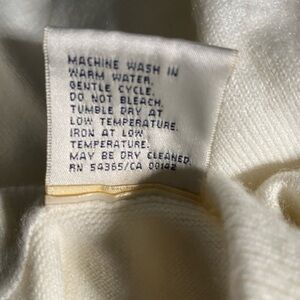 MACHINE WASH IN
WARM WATER.
GENTLE CYCLE.
DO NOT BLEACH.
TUMBLE DRY AT
LOW TEMPERATURE.
IRON AT LOW
TEMPERATURE.
MAY BE DRY CLEANED.
RN 54365/CA 00142